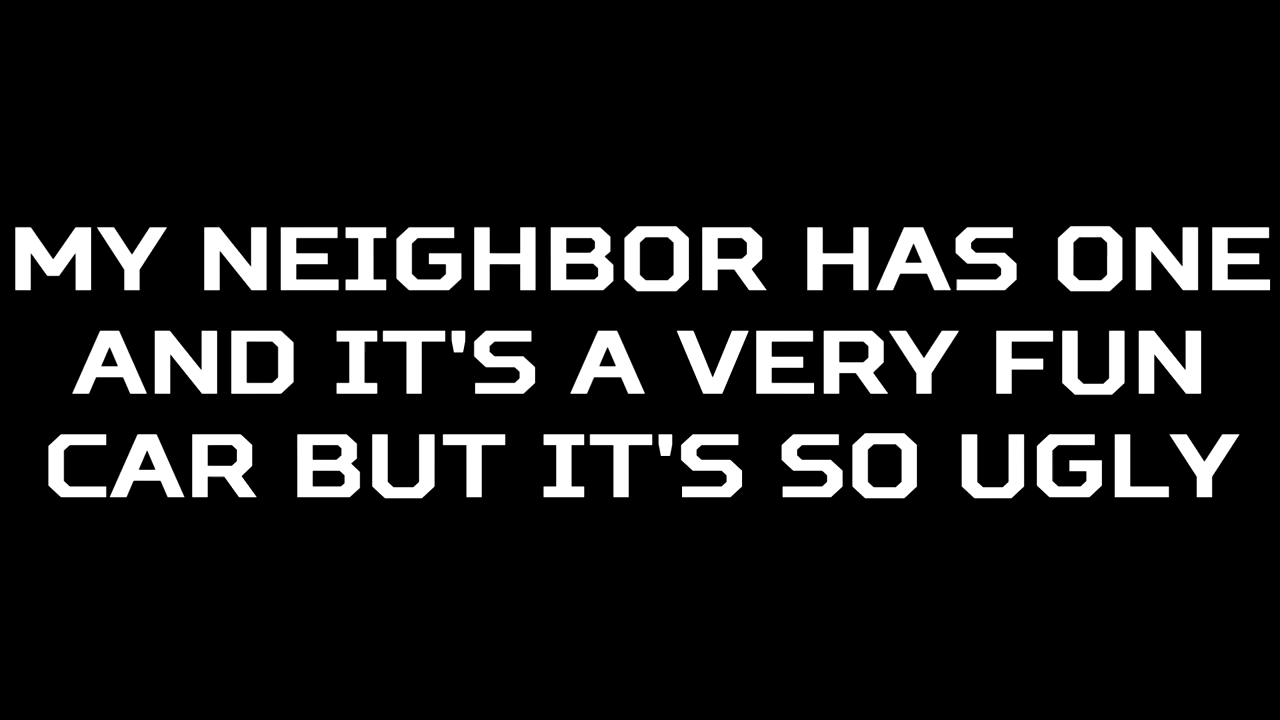 MY NEIGHBOR HAS ONE
AND IT'S A VERY FUN
CAR BUT IT'S SO UGLY